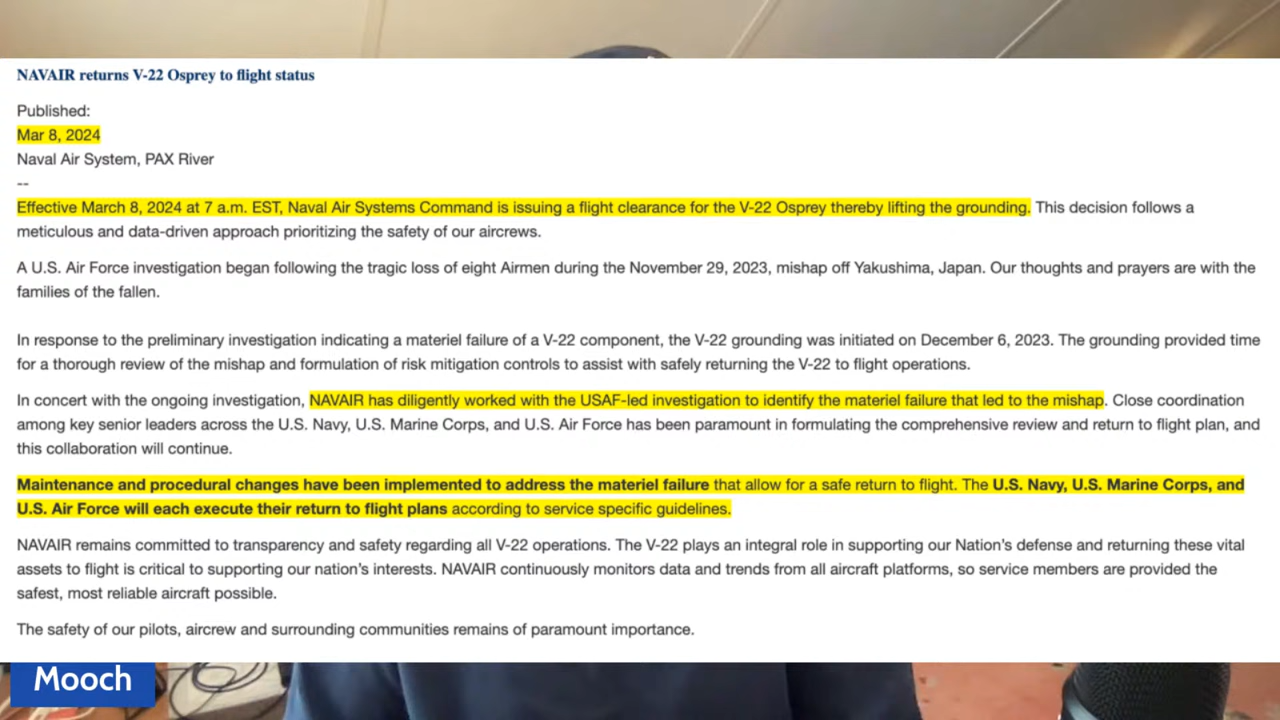 NAVAIR returns V-22 Osprey to flight status
Published:
Mar 8, 2024
Naval Air System, PAX River
--
Effective March 8, 2024 at 7 a.m. EST, Naval Air Systems Command is issuing a flight clearance for the V-22 Osprey thereby lifting the grounding. This decision follows a
meticulous and data-driven approach prioritizing the safety of our aircrews.
A U.S. Air Force investigation began following the tragic loss of eight Airmen during the November 29, 2023, mishap off Yakushima, Japan. Our thoughts and prayers are with the
families of the fallen.
In response to the preliminary investigation indicating a materiel failure of a V-22 component, the V-22 grounding was initiated on December 6, 2023. The grounding provided time
for a thorough review of the mishap and formulation of risk mitigation controls to assist with safely returning the V-22 to flight operations.
In concert with the ongoing investigation, NAVAIR has diligently worked with the USAF-led investigation to identify the materiel failure that led to the mishap. Close coordination
among key senior leaders across the U.S. Navy, U.S. Marine Corps, and U.S. Air Force has been paramount in formulating the comprehensive review and return to flight plan, and
this collaboration will continue.
Maintenance and procedural changes have been implemented to address the materiel failure that allow for a safe return to flight. The U.S. Navy, U.S. Marine Corps, and
U.S. Air Force will each execute their return to flight plans according to service specific guidelines.
NAVAIR remains committed to transparency and safety regarding all V-22 operations. The V-22 plays an integral role in supporting our Nation's defense and returning these vital
assets to flight is critical to supporting our nation's interests. NAVAIR continuously monitors data and trends from all aircraft platforms, so service members are provided the
safest, most reliable aircraft possible.
The safety of our pilots, aircrew and surrounding communities remains of paramount importance.
Mooch